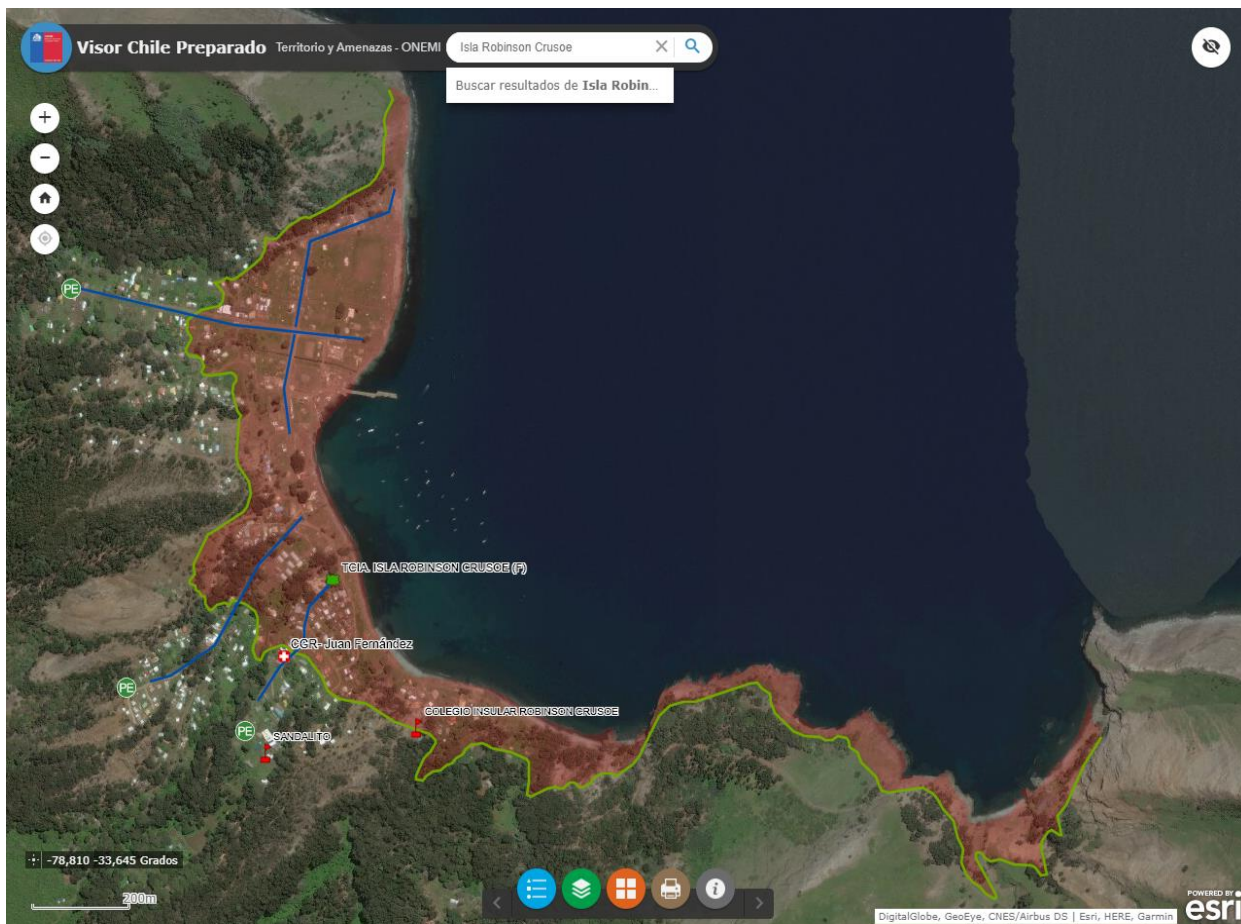 Visor Chile Preparado Territorio y Amenazas - ONEMI Isla Robinson Crusoe
Buscar resultados de Isla Robin...
PE
TCIA. ISLA ROBINSON CRUSOE (F)
CGR- Juan Fernández
PE
COLEGIO INSULAR ROBINSON CRUSOE
PE
SANDALITO
-78,810 -33,645 Grados
200m
POWERED BY
esri
DigitalGlobe, GeoEye, CNES/Airbus DS | Esri, HERE, Garmin